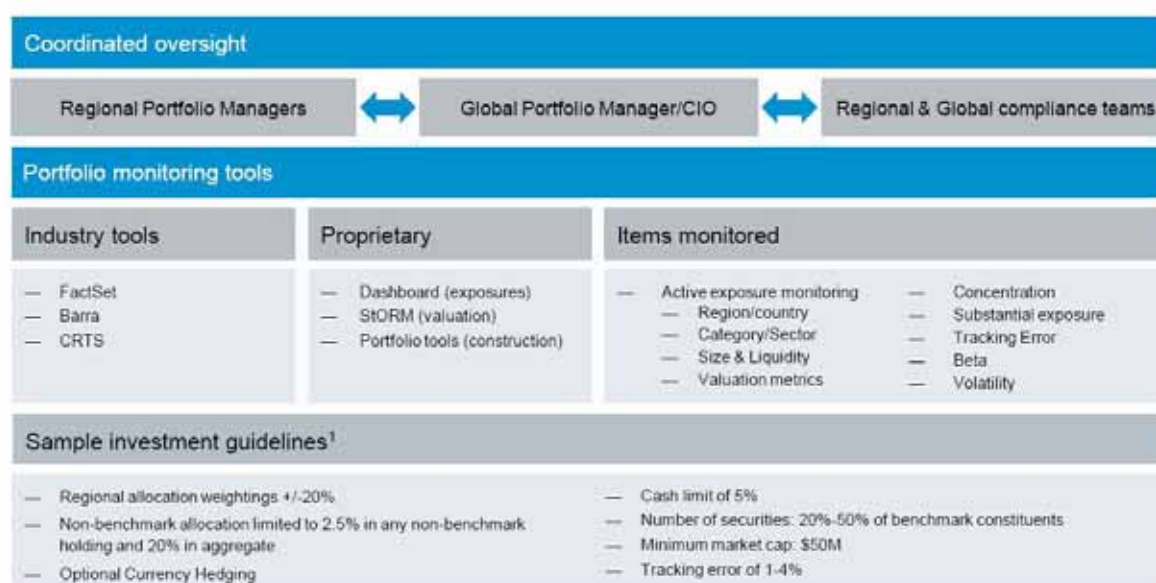 Coordinated oversight
Regional Portfolio Managers
Global Portfolio Manager/CIO
Regional & Global compliance teams
Portfolio monitoring tools
Industry tools
— FactSet
— Barra
— CRTS
Proprietary
— Dashboard (exposures)
— StORM (valuation)
— Portfolio tools (construction)
Items monitored
— Active exposure monitoring
— Region/country
— Category/Sector
— Size & Liquidity
— Valuation metrics
— Concentration
— Substantial exposure
— Tracking Error
— Beta
— Volatility
Sample investment guidelines¹
— Regional allocation weightings +/-20%
— Non-benchmark allocation limited to 2.5% in any non-benchmark
holding and 20% in aggregate
— Optional Currency Hedging
— Cash limit of 5%
— Number of securities: 20%-50% of benchmark constituents
— Minimum market cap: $50M
— Tracking error of 1-4%